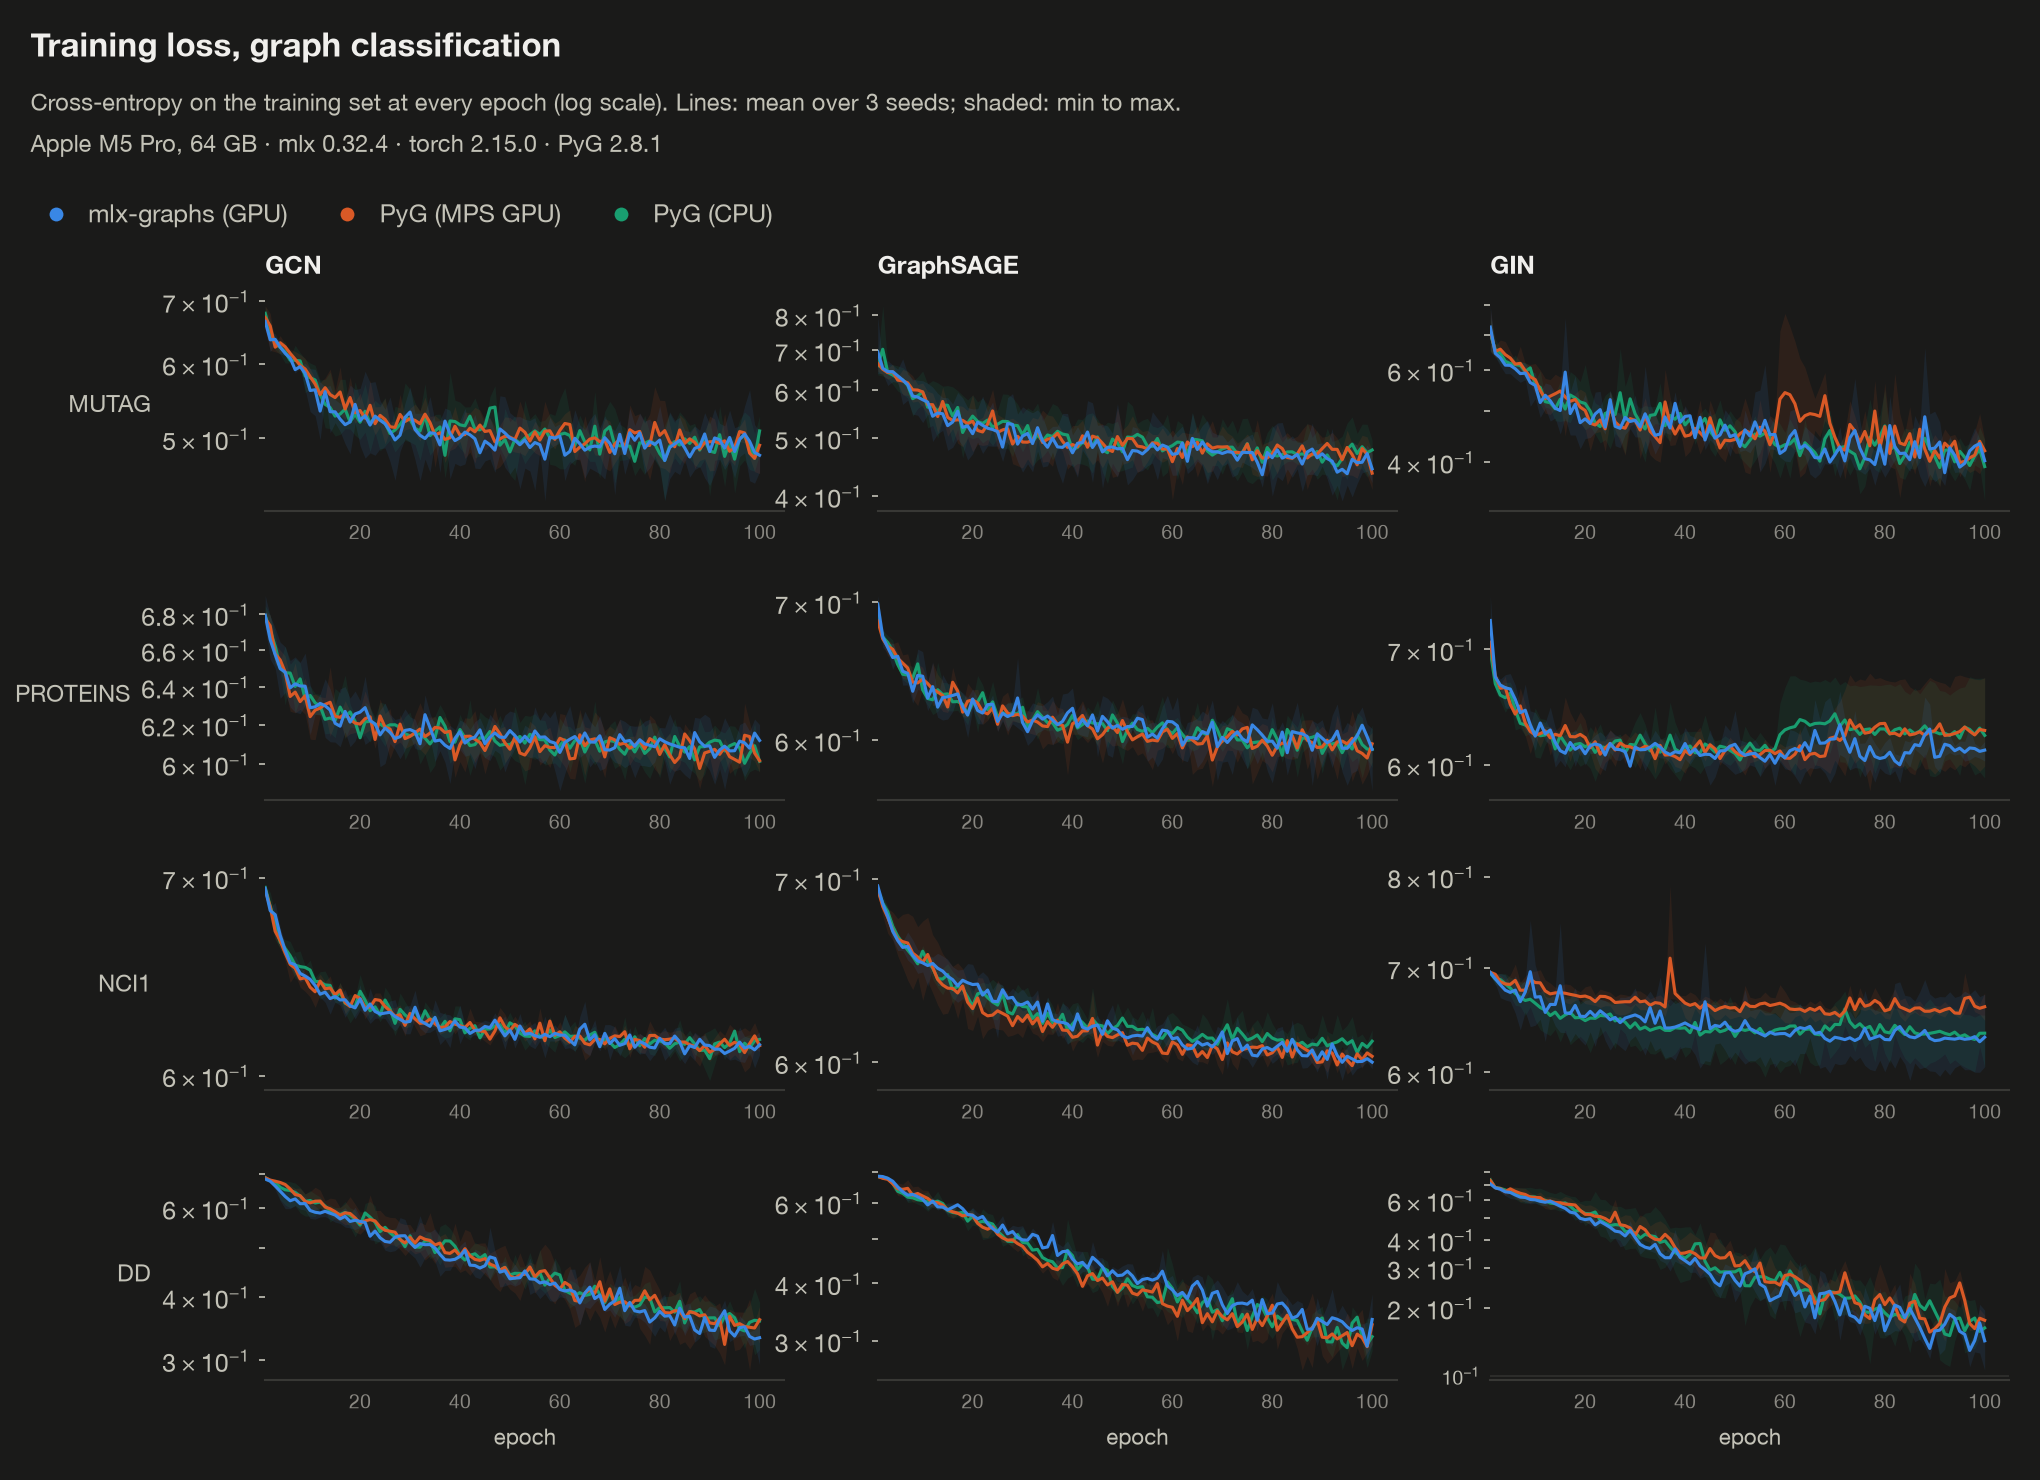 Training loss, graph classification
Cross-entropy on the training set at every epoch (log scale). Lines: mean over 3 seeds; shaded: min to max.
Apple M5 Pro, 64 GB · mlx 0.32.4 · torch 2.15.0 · PyG 2.8.1
mlx-graphs (GPU) PyG (MPS GPU) PyG (CPU)
GCN GraphSAGE GIN
MUTAG
7 × 10⁻¹
6 × 10⁻¹
5 × 10⁻¹
20 40 60 80 100
8 × 10⁻¹
7 × 10⁻¹
6 × 10⁻¹
5 × 10⁻¹
4 × 10⁻¹
20 40 60 80 100
6 × 10⁻¹
4 × 10⁻¹
20 40 60 80 100
PROTEINS
6.8 × 10⁻¹
6.6 × 10⁻¹
6.4 × 10⁻¹
6.2 × 10⁻¹
6 × 10⁻¹
20 40 60 80 100
7 × 10⁻¹
6 × 10⁻¹
20 40 60 80 100
7 × 10⁻¹
6 × 10⁻¹
20 40 60 80 100
NCI1
7 × 10⁻¹
6 × 10⁻¹
20 40 60 80 100
7 × 10⁻¹
6 × 10⁻¹
20 40 60 80 100
8 × 10⁻¹
7 × 10⁻¹
6 × 10⁻¹
20 40 60 80 100
DD
6 × 10⁻¹
4 × 10⁻¹
3 × 10⁻¹
20 40 60 80 100
epoch
6 × 10⁻¹
4 × 10⁻¹
3 × 10⁻¹
20 40 60 80 100
epoch
6 × 10⁻¹
4 × 10⁻¹
3 × 10⁻¹
2 × 10⁻¹
10⁻¹
20 40 60 80 100
epoch